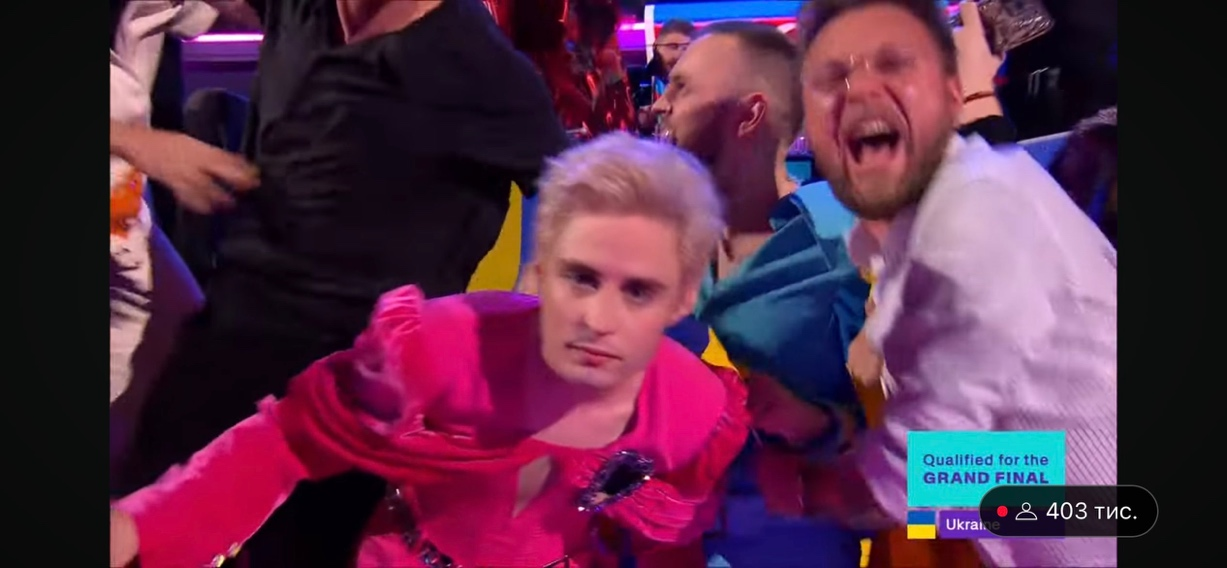 Qualified for the
GRAND FINAL
Ukraine
403 тис.